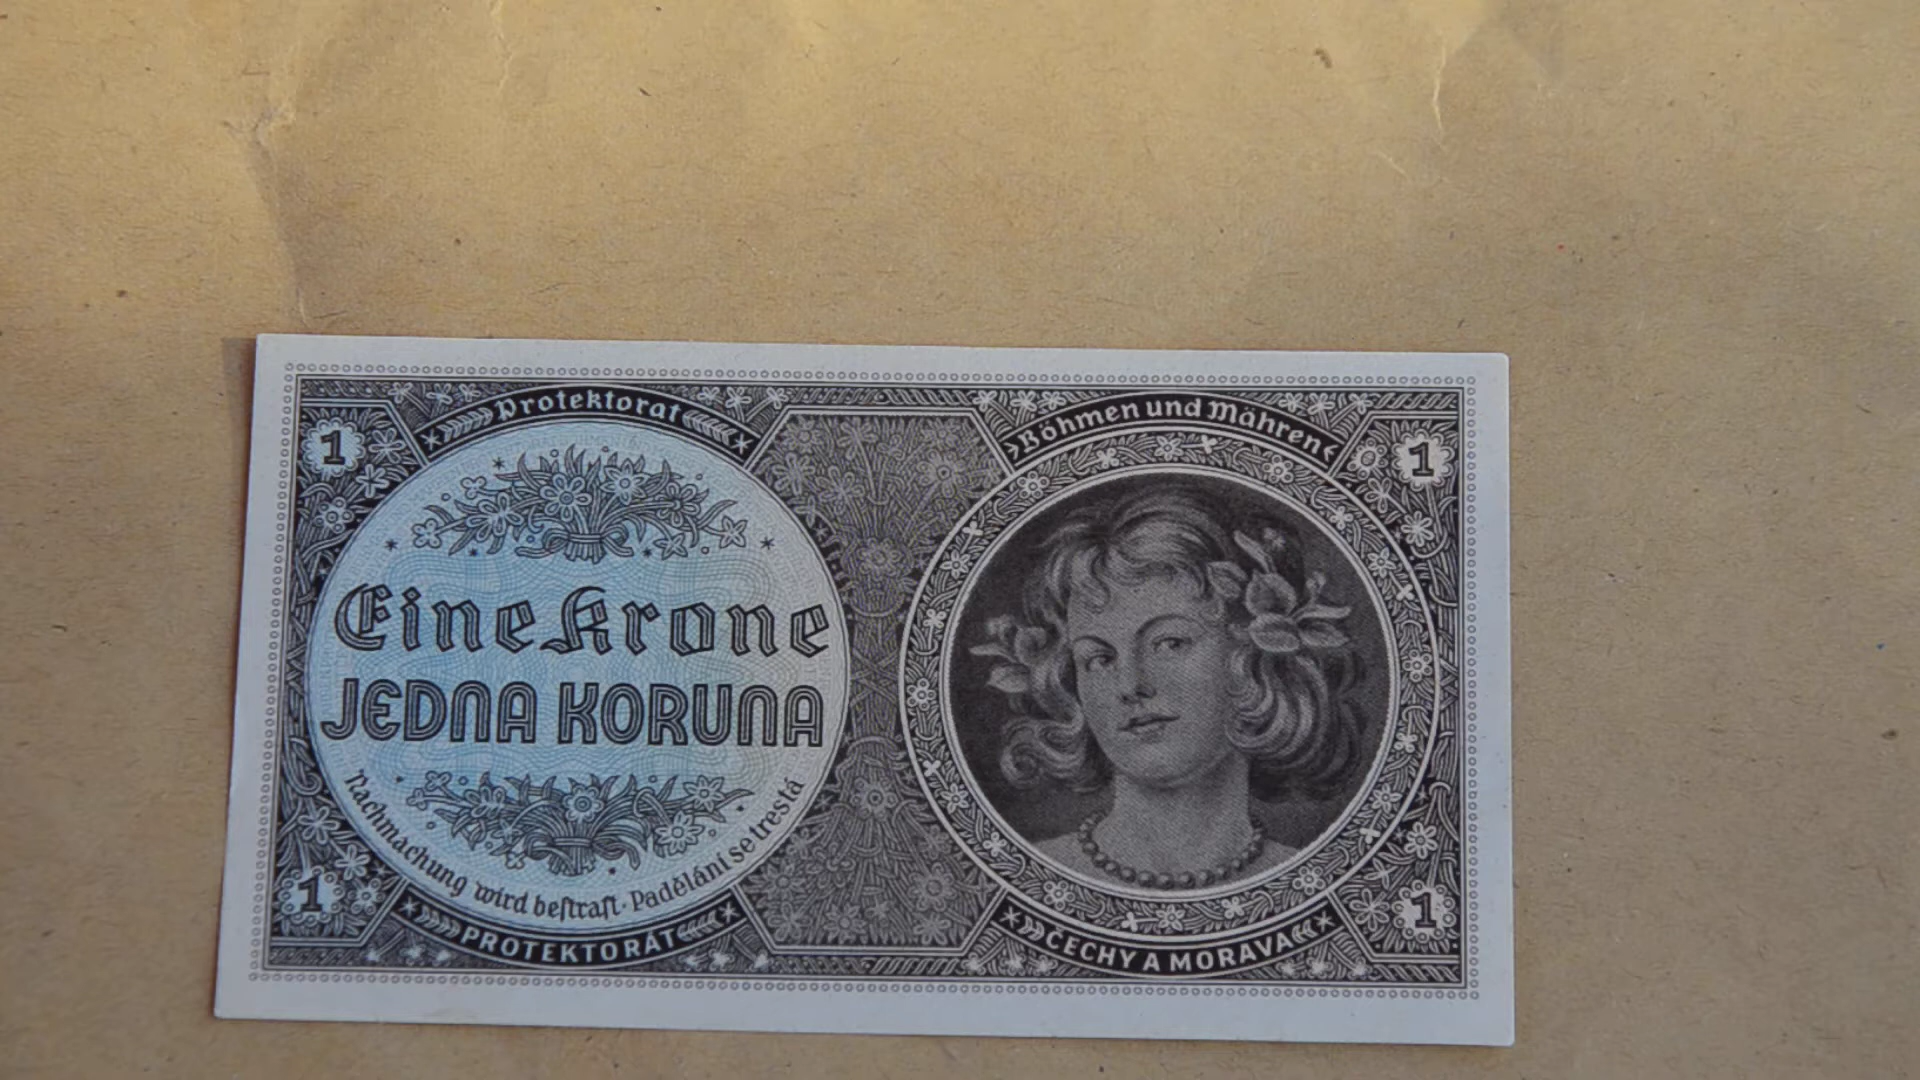 Protektorat
Böhmen und Mähren
1
1
Eine Krone
JEDNA KORUNA
Nachmachung wird beſtraft · Padělání se trestá
1
1
PROTEKTORÁT
ČECHY A MORAVA